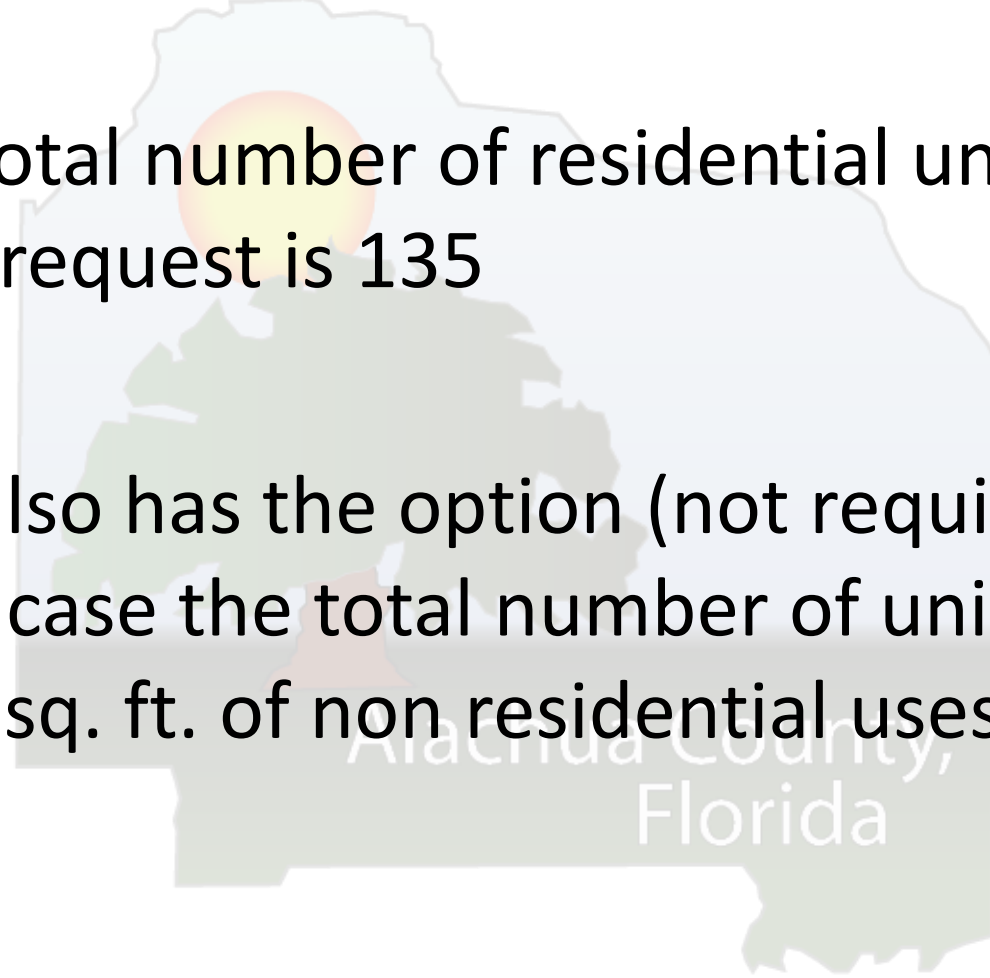 otal number of residential un
request is 135
lso has the option (not requi
case the total number of uni
sq. ft. of non residential uses
Alachua County,
Florida